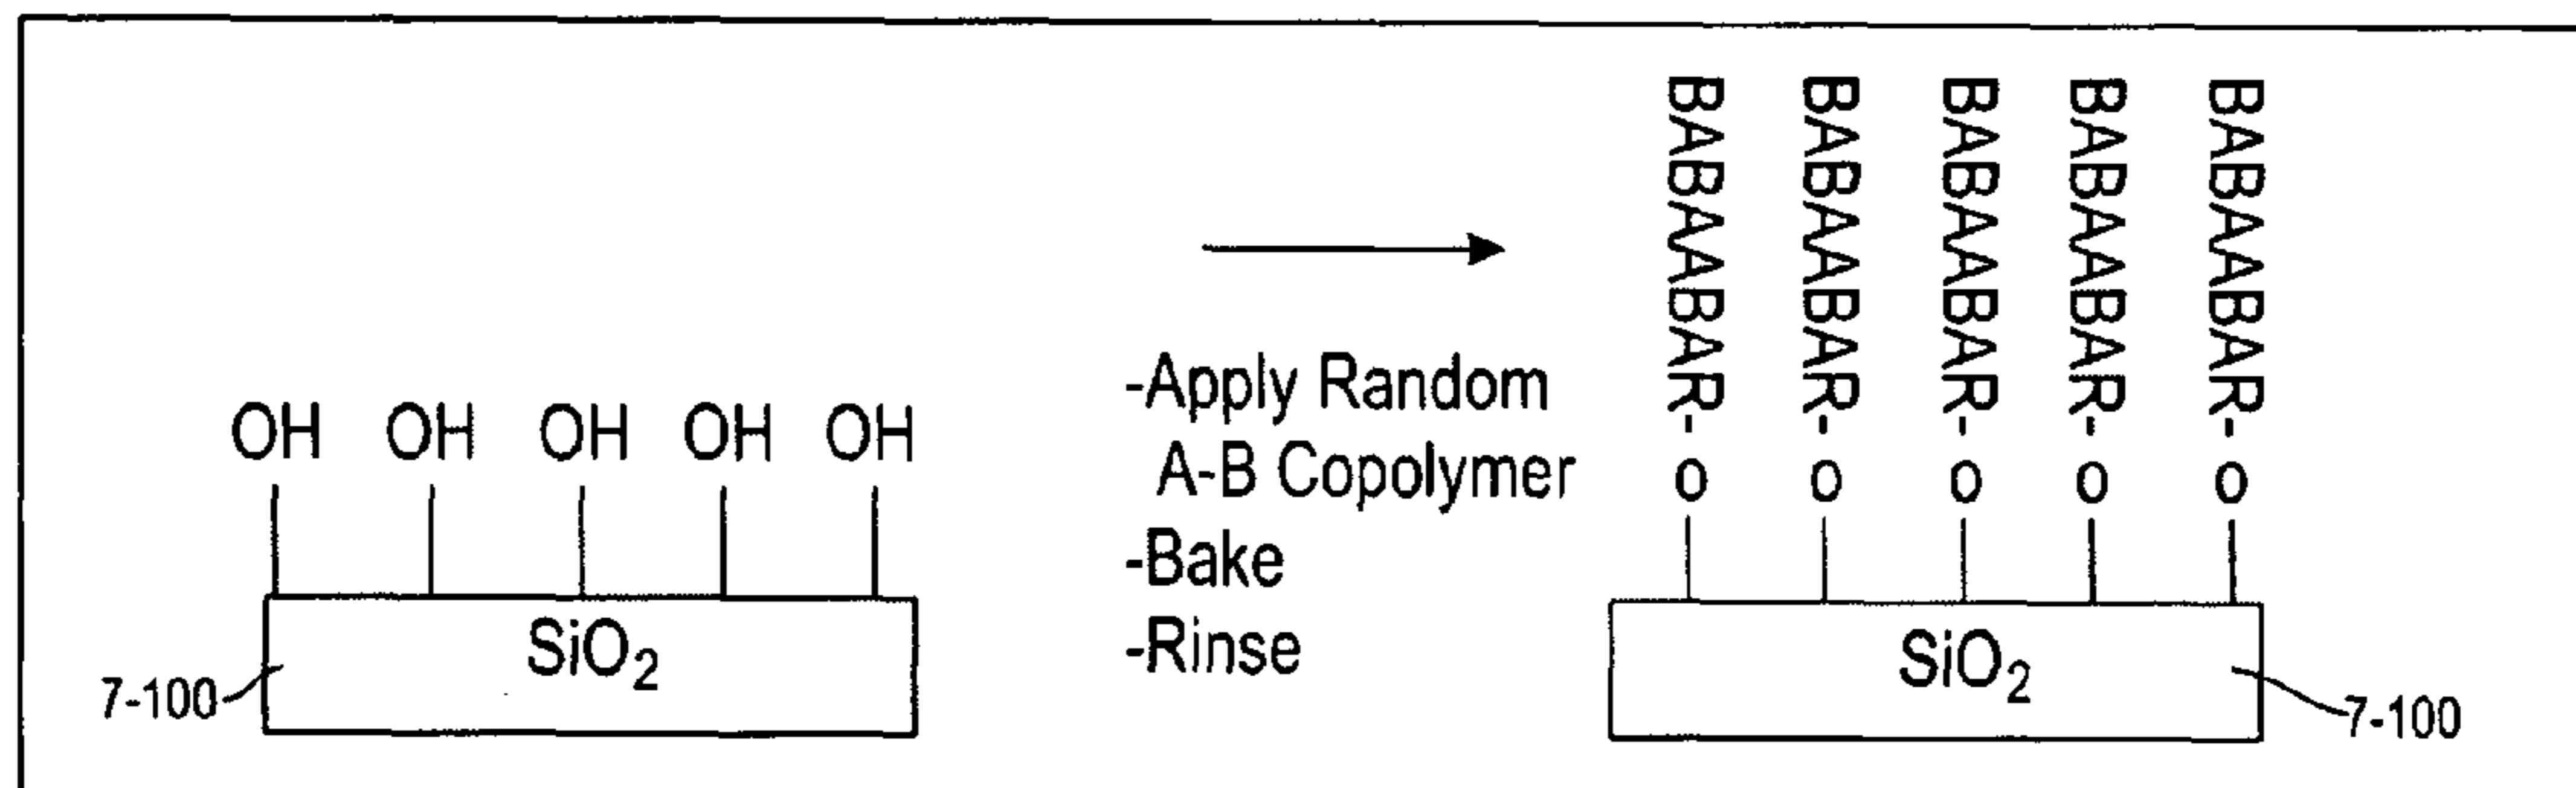 OH OH OH OH OH
SiO₂
7-100
-Apply Random
A-B Copolymer
-Bake
-Rinse
BABAABAR-o
BABAABAR-o
BABAABAR-o
BABAABAR-o
BABAABAR-o
SiO₂
7-100